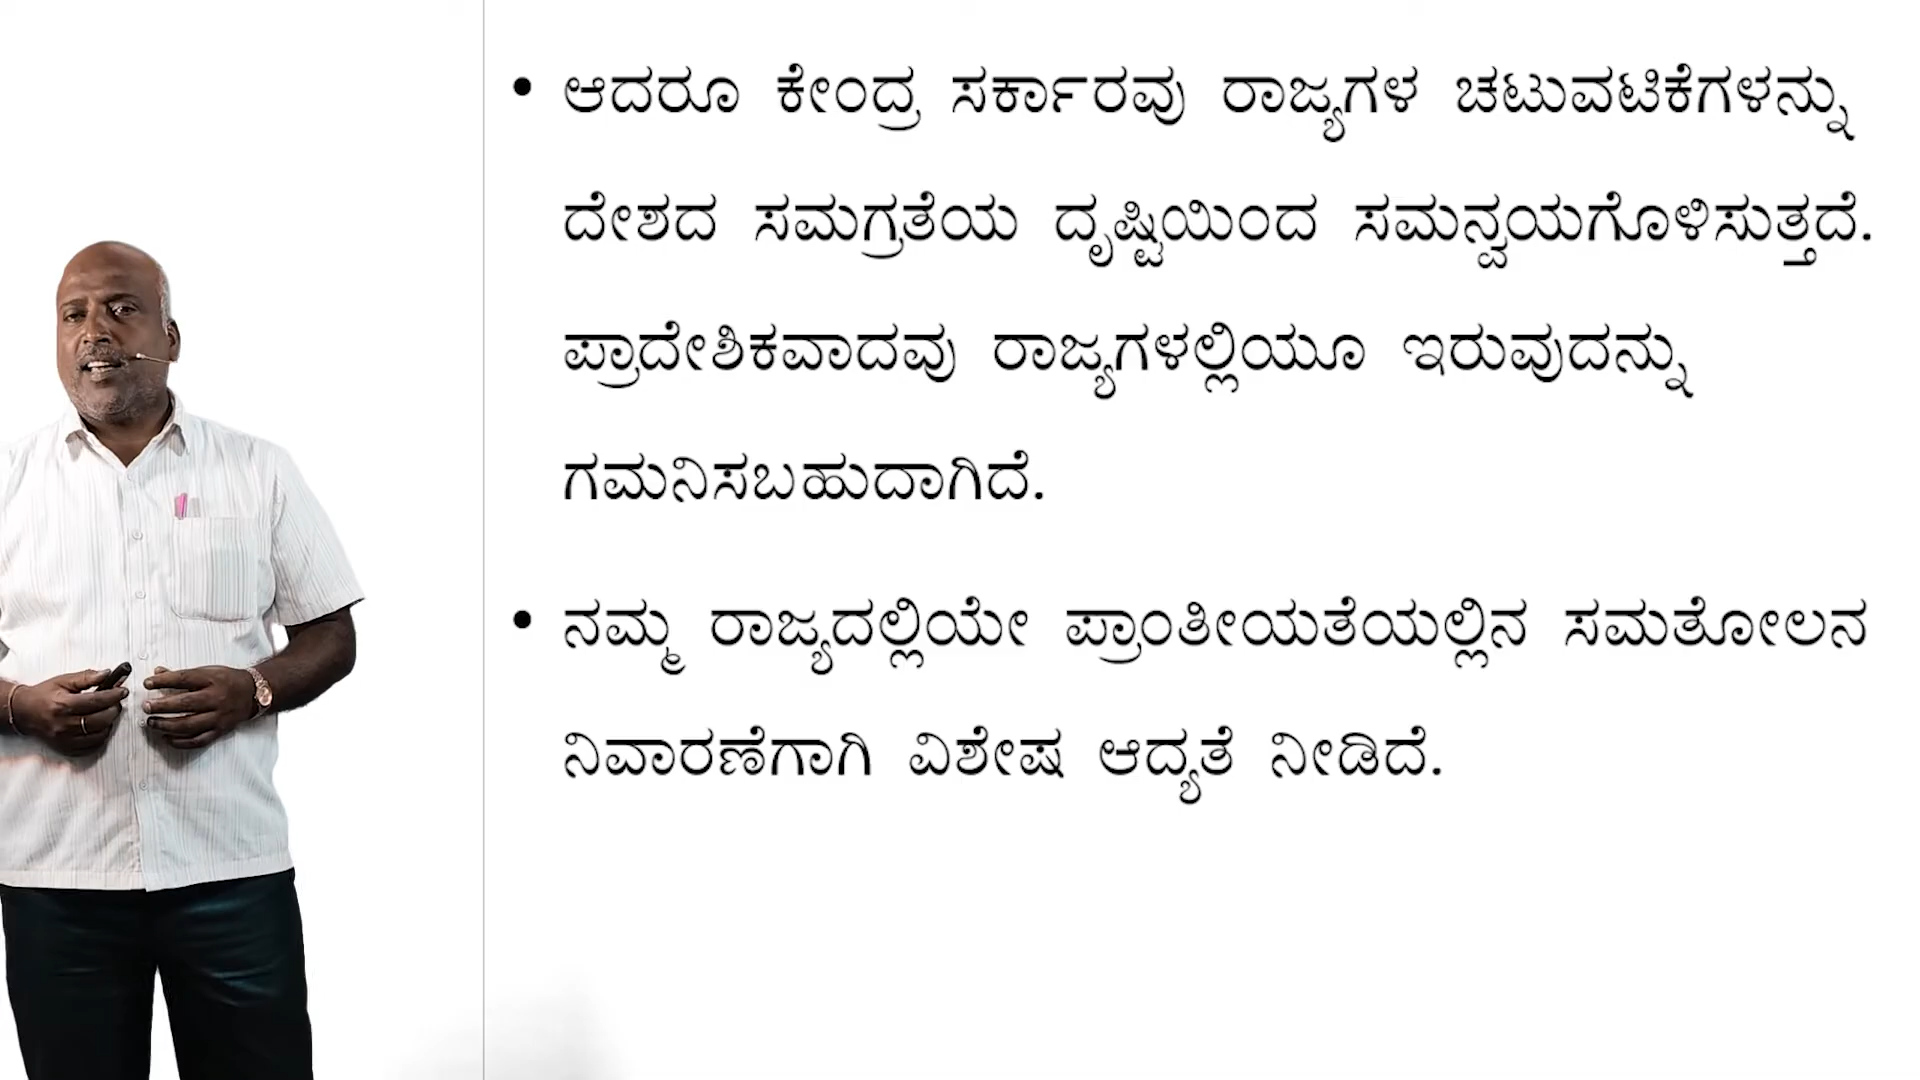 • ಆದರೂ ಕೇಂದ್ರ ಸರ್ಕಾರವು ರಾಜ್ಯಗಳ ಚಟುವಟಿಕೆಗಳನ್ನು
ದೇಶದ ಸಮಗ್ರತೆಯ ದೃಷ್ಟಿಯಿಂದ ಸಮನ್ವಯಗೊಳಿಸುತ್ತದೆ.
ಪ್ರಾದೇಶಿಕವಾದವು ರಾಜ್ಯಗಳಲ್ಲಿಯೂ ಇರುವುದನ್ನು
ಗಮನಿಸಬಹುದಾಗಿದೆ.
• ನಮ್ಮ ರಾಜ್ಯದಲ್ಲಿಯೇ ಪ್ರಾಂತೀಯತೆಯಲ್ಲಿನ ಸಮತೋಲನ
ನಿವಾರಣೆಗಾಗಿ ವಿಶೇಷ ಆದ್ಯತೆ ನೀಡಿದೆ.